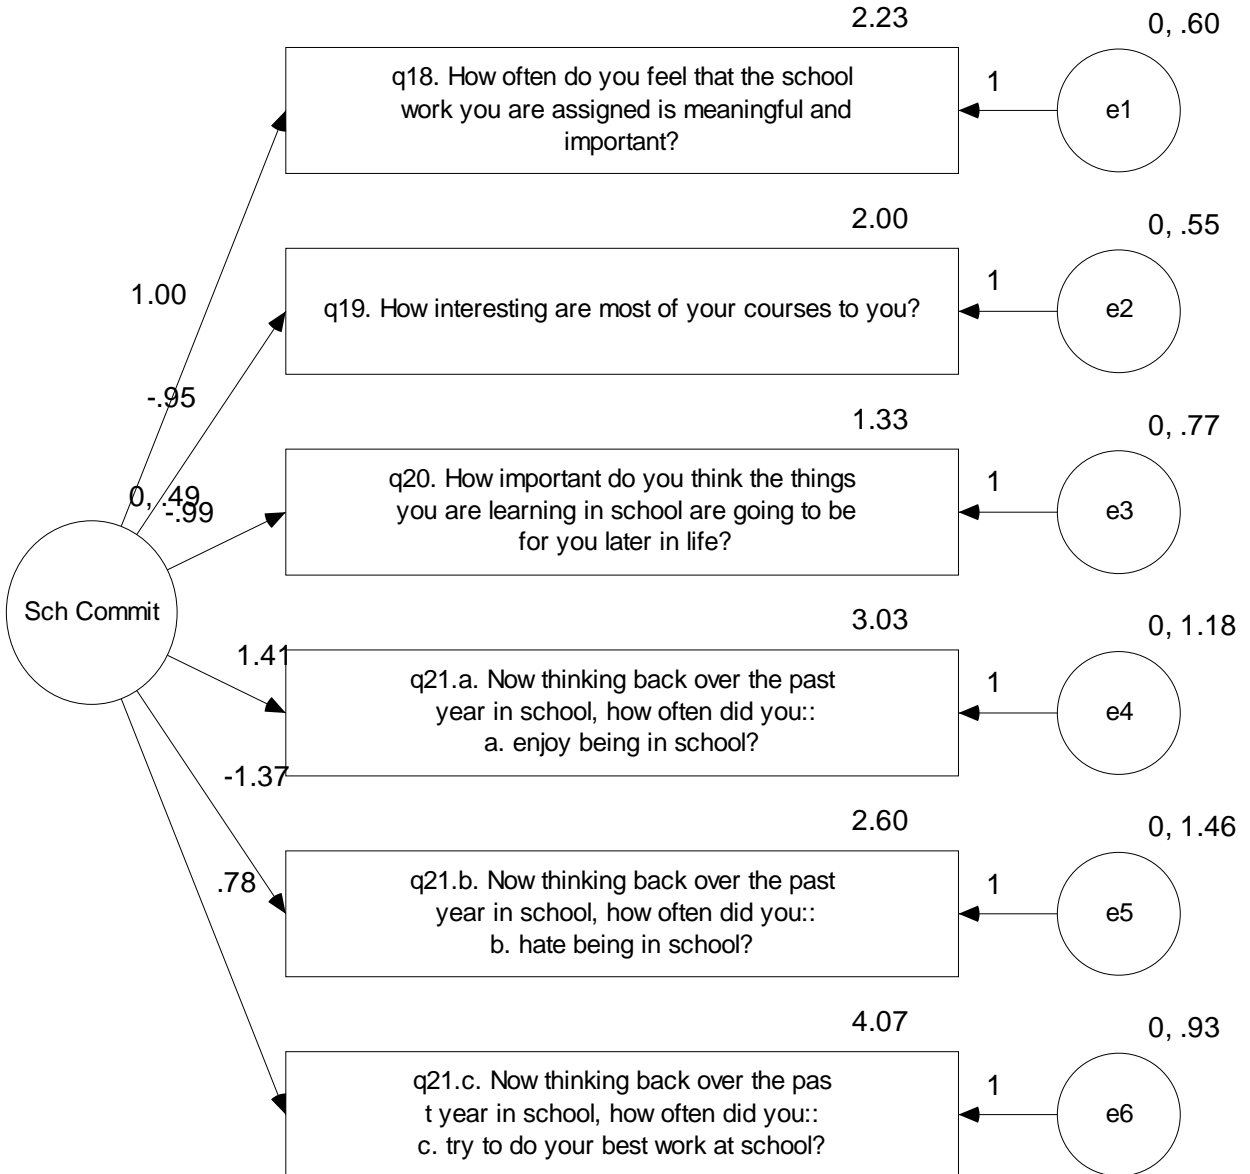 2.23
0, .60
q18. How often do you feel that the school
work you are assigned is meaningful and
important?
1
e1
2.00
0, .55
1.00
q19. How interesting are most of your courses to you?
1
e2
-.95
1.33
0, .77
0, .49
-.99
q20. How important do you think the things
you are learning in school are going to be
for you later in life?
1
e3
Sch Commit
3.03
0, 1.18
1.41
q21.a. Now thinking back over the past
year in school, how often did you::
a. enjoy being in school?
1
e4
-1.37
2.60
0, 1.46
.78
q21.b. Now thinking back over the past
year in school, how often did you::
b. hate being in school?
1
e5
4.07
0, .93
q21.c. Now thinking back over the pas
t year in school, how often did you::
c. try to do your best work at school?
1
e6